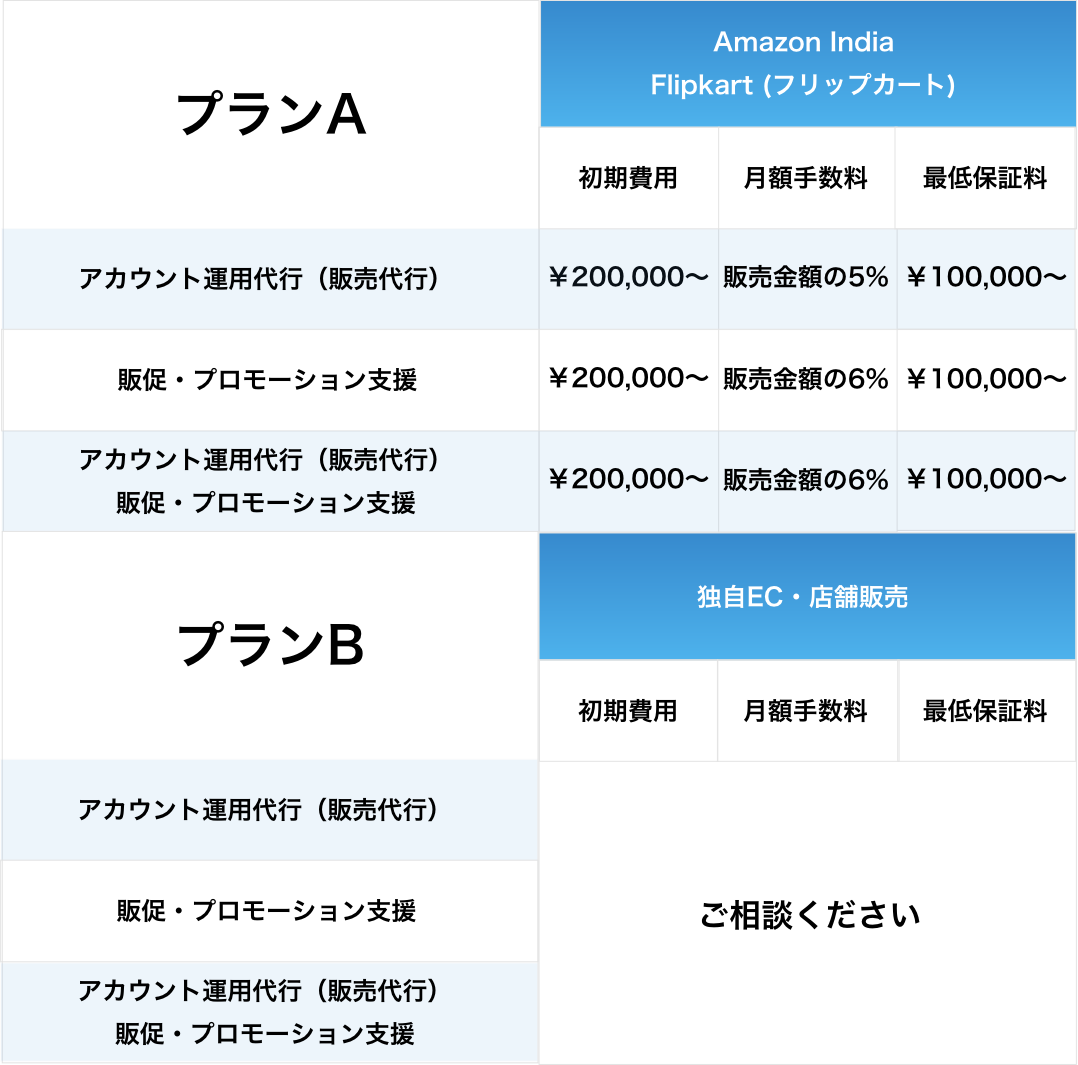 プランA
Amazon India
Flipkart (フリップカート)
初期費用 月額手数料 最低保証料
アカウント運用代行（販売代行） ￥200,000〜 販売金額の5% ￥100,000〜
販促・プロモーション支援 ￥200,000〜 販売金額の6% ￥100,000〜
アカウント運用代行（販売代行）
販促・プロモーション支援
￥200,000〜 販売金額の6% ￥100,000〜
プランB
独自EC・店舗販売
初期費用 月額手数料 最低保証料
アカウント運用代行（販売代行）
販促・プロモーション支援
アカウント運用代行（販売代行）
販促・プロモーション支援
ご相談ください